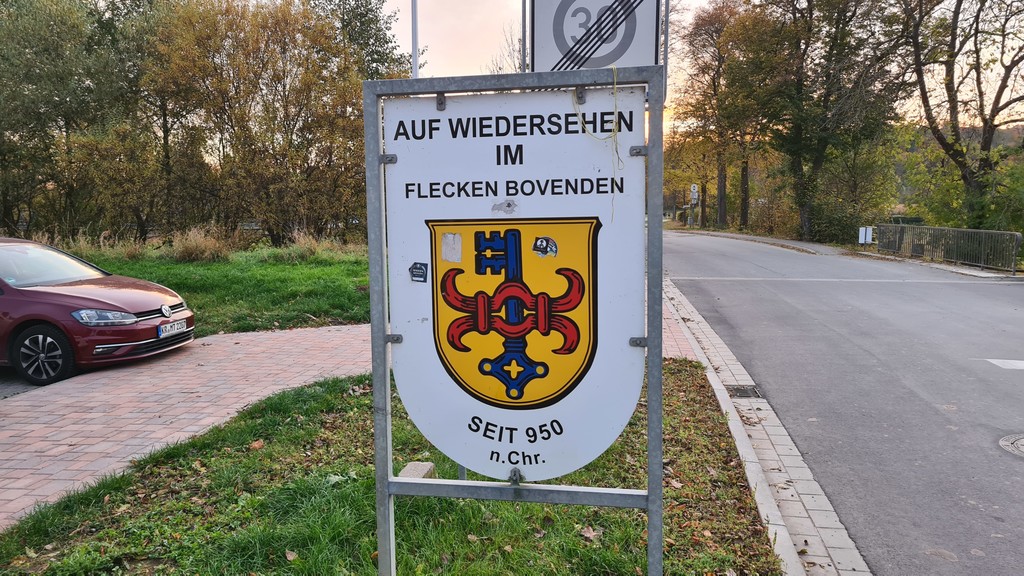 30
AUF WIEDERSEHEN
IM
FLECKEN BOVENDEN
SEIT 950
n.Chr.